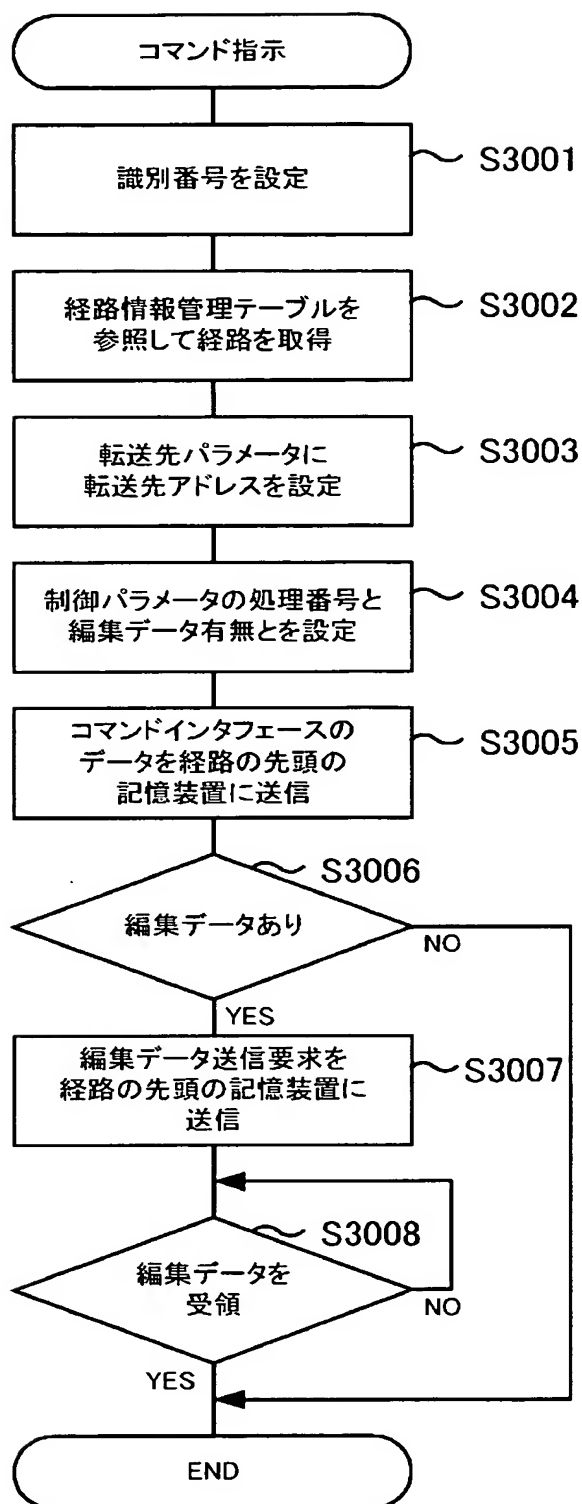 コマンド指示
識別番号を設定
S3001
経路情報管理テーブルを
参照して経路を取得
S3002
転送先パラメータに
転送先アドレスを設定
S3003
制御パラメータの処理番号と
編集データ有無とを設定
S3004
コマンドインタフェースの
データを経路の先頭の
記憶装置に送信
S3005
S3006
編集データあり
NO
YES
編集データ送信要求を
経路の先頭の記憶装置に
送信
S3007
S3008
編集データを
受領
NO
YES
END